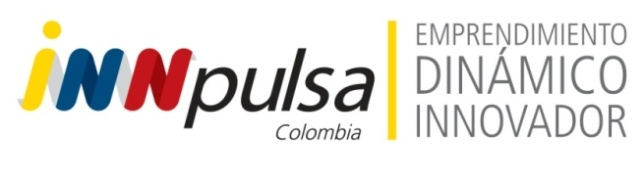 iNNpulsa
Colombia
EMPRENDIMIENTO
DINÁMICO
INNOVADOR